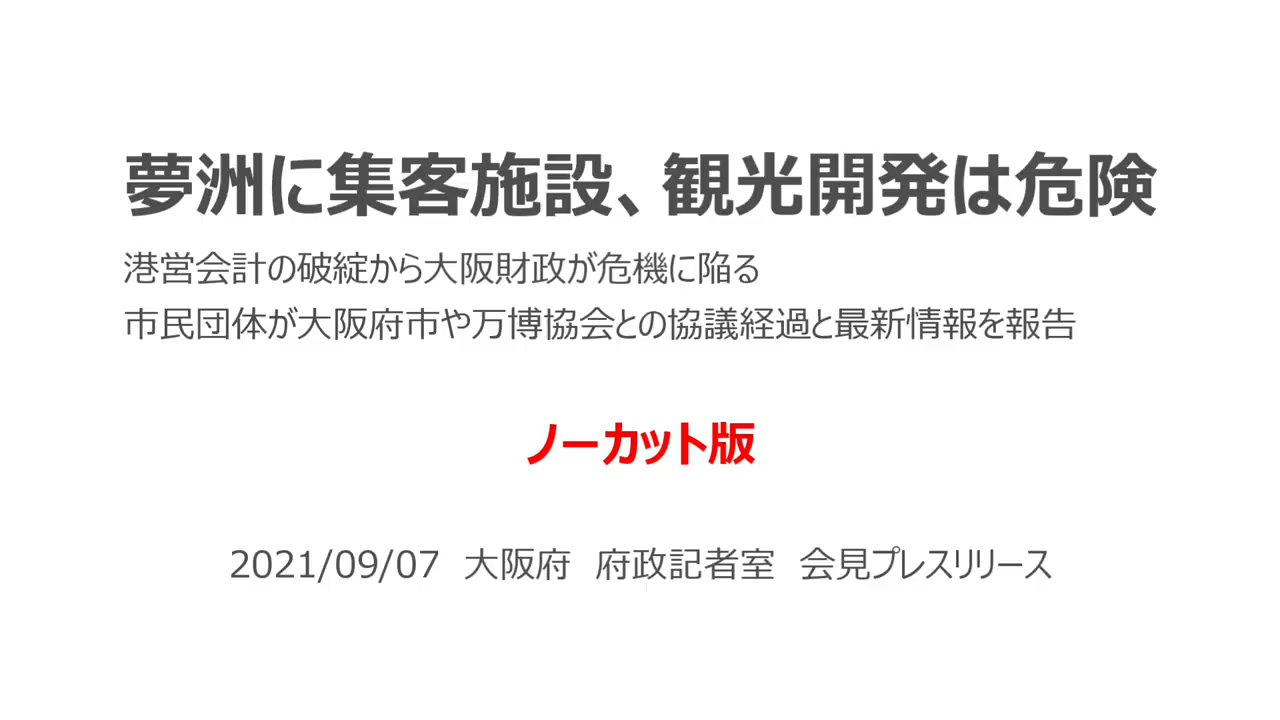 夢洲に集客施設、観光開発は危険
港営会計の破綻から大阪財政が危機に陥る
市民団体が大阪府市や万博協会との協議経過と最新情報を報告
ノーカット版
2021/09/07　大阪府　府政記者室　会見プレスリリース